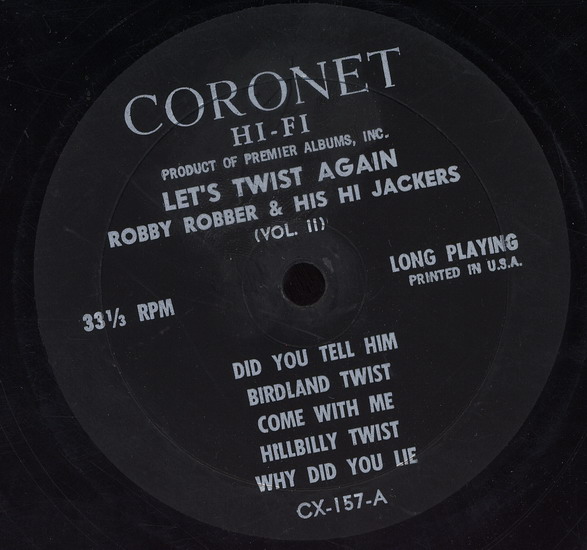 CORONET
HI-FI
PRODUCT OF PREMIER ALBUMS, INC.
LET'S TWIST AGAIN
ROBBY ROBBER & HIS HI JACKERS
(VOL. II)
LONG PLAYING
PRINTED IN U.S.A.
33⅓ RPM
DID YOU TELL HIM
BIRDLAND TWIST
COME WITH ME
HILLBILLY TWIST
WHY DID YOU LIE
CX-157-A